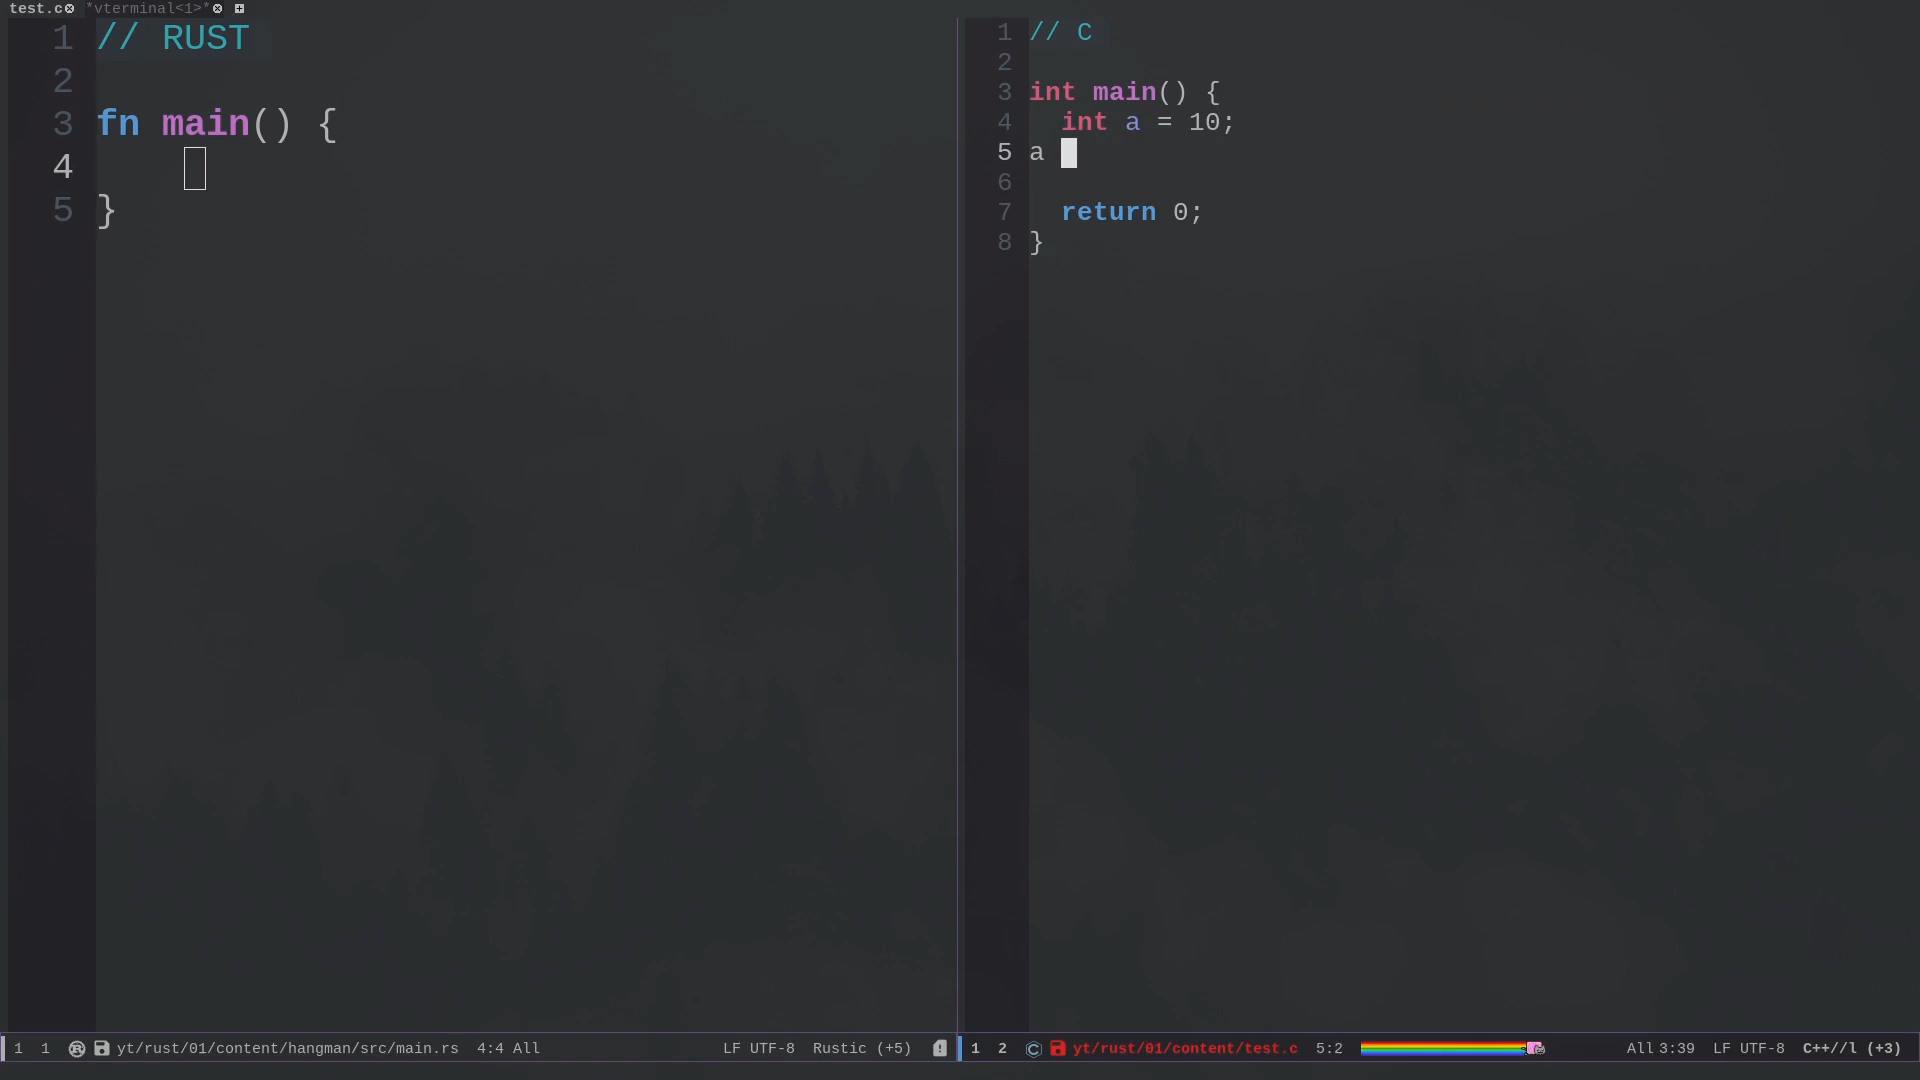 test.c *vterminal<1>*
1 // RUST
2
3 fn main() {
4
5 }
1 // C
2
3 int main() {
4   int a = 10;
5 a
6
7   return 0;
8 }
1 1 yt/rust/01/content/hangman/src/main.rs 4:4 All LF UTF-8 Rustic (+5)
1 2 yt/rust/01/content/test.c 5:2 All 3:39 LF UTF-8 C++//l (+3)